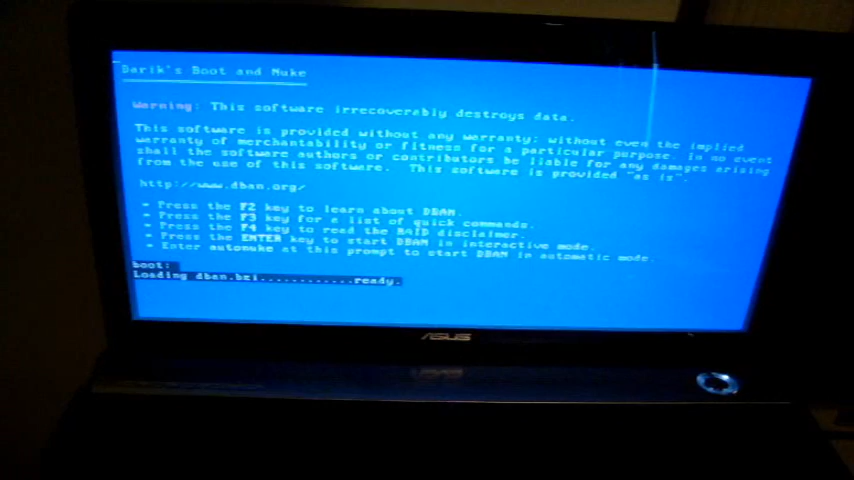 Darik's Boot and Nuke
Warning: This software irrecoverably destroys data.
This software is provided without any warranty; without even the implied
warranty of merchantability or fitness for a particular purpose. In no event
shall the software authors or contributors be liable for any damages arising
from the use of this software. This software is provided "as is".
http://www.dban.org/
* Press the F2 key to learn about DBAN.
* Press the F3 key for a list of quick commands.
* Press the F4 key to read the RAID disclaimer.
* Press the ENTER key to start DBAN in interactive mode.
* Enter autonuke at this prompt to start DBAN in automatic mode.
boot:
Loading dban.bzi............ready.
ASUS